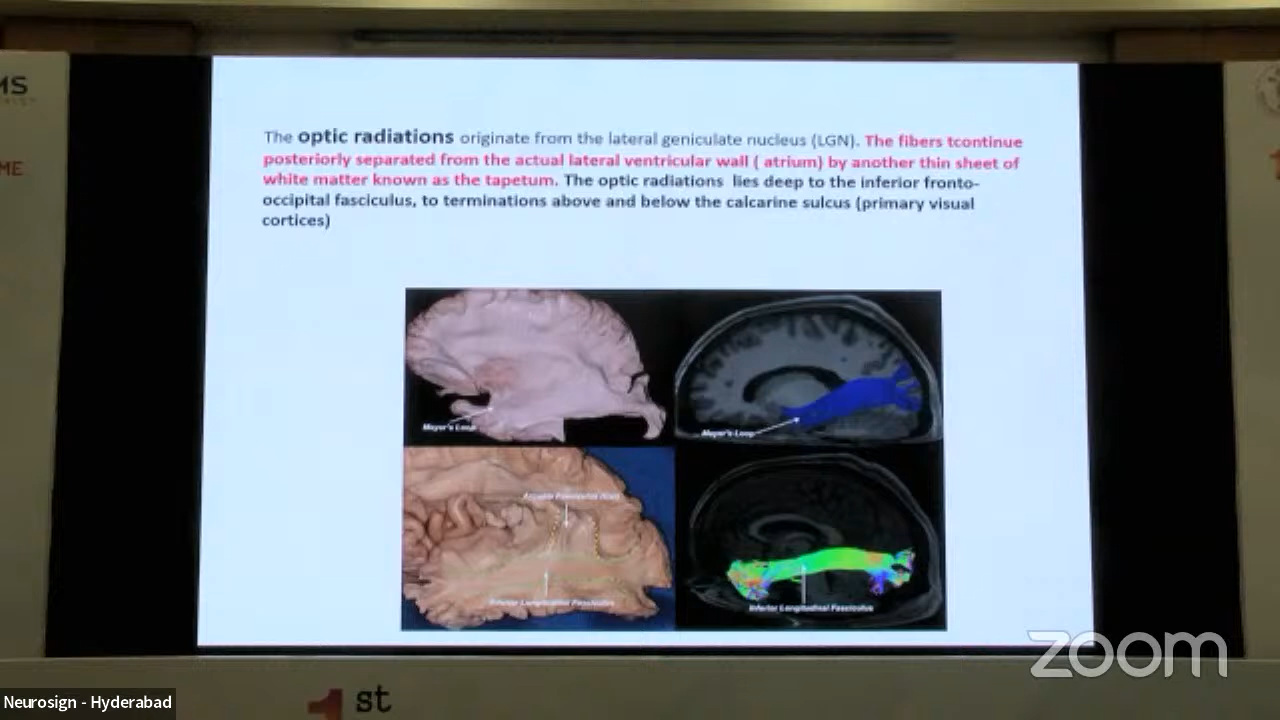 MS
ME
The optic radiations originate from the lateral geniculate nucleus (LGN). The fibers tcontinue
posteriorly separated from the actual lateral ventricular wall ( atrium) by another thin sheet of
white matter known as the tapetum. The optic radiations lies deep to the inferior fronto-
occipital fasciculus, to terminations above and below the calcarine sulcus (primary visual
cortices)
Meyer's Loop
Meyer's Loop
Inferior Longitudinal Fasciculus
Inferior Longitudinal Fasciculus
zoom
Neurosign - Hyderabad
1st